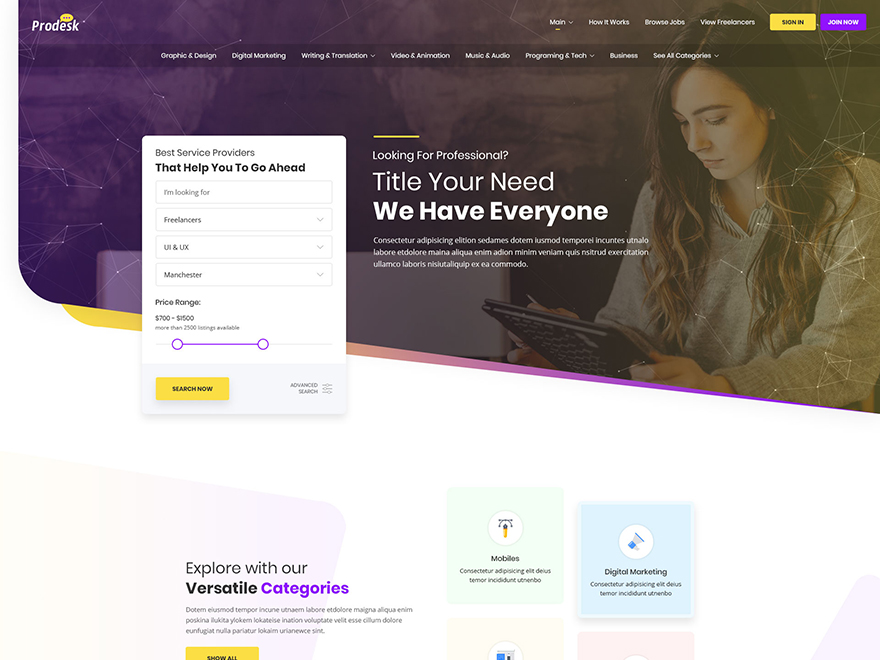 Prodesk
Main
How It Works
Browse Jobs
View Freelancers
SIGN IN
JOIN NOW
Graphic & Design
Digital Marketing
Writing & Translation
Video & Animation
Music & Audio
Programing & Tech
Business
See All Categories
Best Service Providers
That Help You To Go Ahead
I'm looking for
Freelancers
UI & UX
Manchester
Price Range:
$700 - $1500
more than 2500 listings available
SEARCH NOW
ADVANCED
SEARCH
Looking For Professional?
Title Your Need
We Have Everyone
Consectetur adipisicing elition sedames dotem iusmod temporei incuntes utnalo
labore etdolore maina aliqua enim adion minim veniam quis nsitrud exercitation
ullamco laboris nisiutaliquip ex ea commodo.
Explore with our
Versatile Categories
Dotem eiusmod tempor incune utnaem labore etdolore maigna aliqua enim
poskina ilukita ylokem lokateise ination voluptate velit esse cillum dolore
eunfugiat nulla pariatur lokaim urianewce sint.
SHOW ALL
Mobiles
Consectetur adipisicing elit deius
temor incididunt utnenbo
Digital Marketing
Consectetur adipisicing elit deius
temor incididunt utnenbo